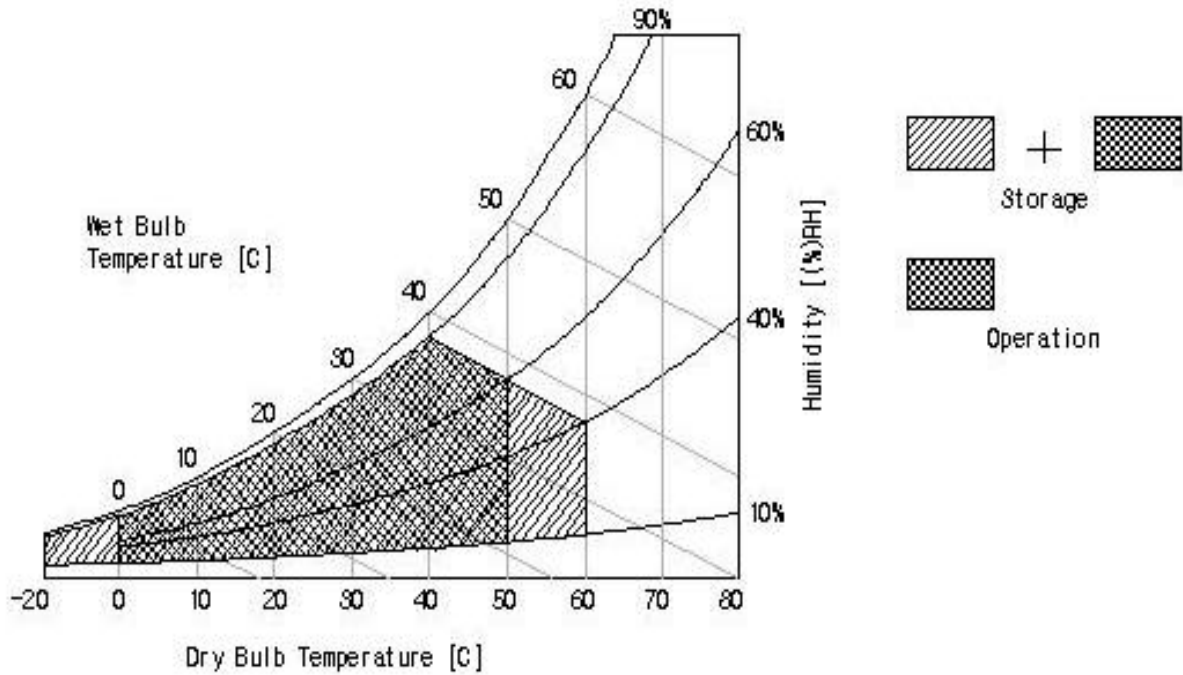 90%
60
60%
50
Wet Bulb
Temperature [C]
Humidity [(%)RH]
Storage
40
40%
Operation
30
20
10
0
10%
-20 0 10 20 30 40 50 60 70 80
Dry Bulb Temperature [C]